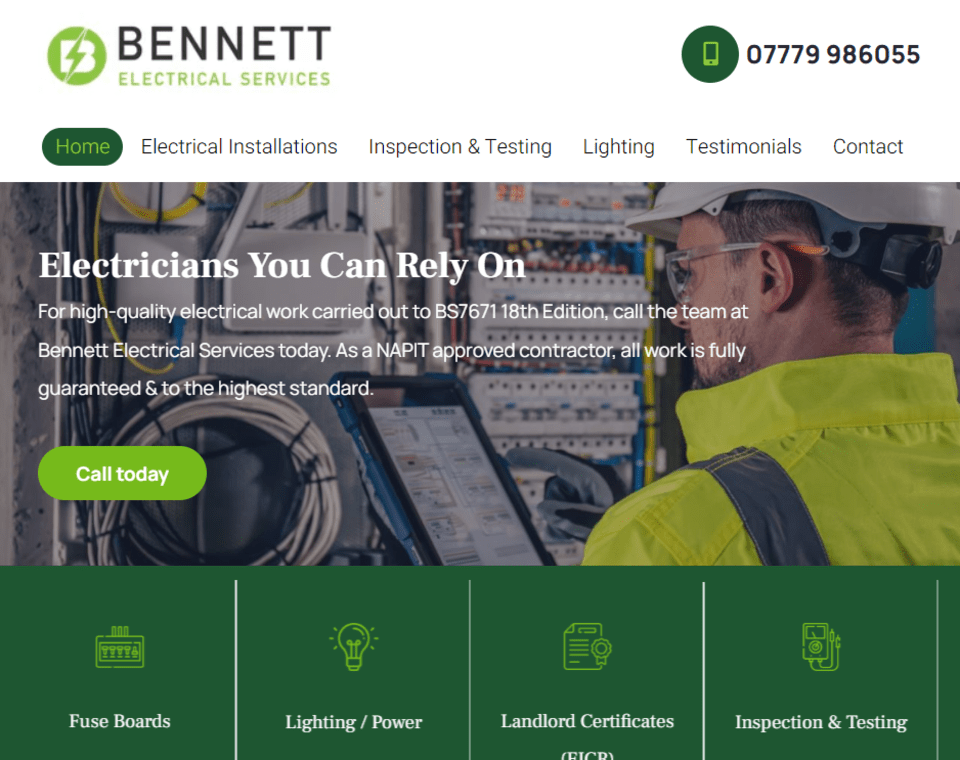 BENNETT
ELECTRICAL SERVICES
07779 986055
Home Electrical Installations Inspection & Testing Lighting Testimonials Contact
Electricians You Can Rely On
For high-quality electrical work carried out to BS7671 18th Edition, call the team at
Bennett Electrical Services today. As a NAPIT approved contractor, all work is fully
guaranteed & to the highest standard.
Call today
Fuse Boards Lighting / Power Landlord Certificates Inspection & Testing
(EICR)